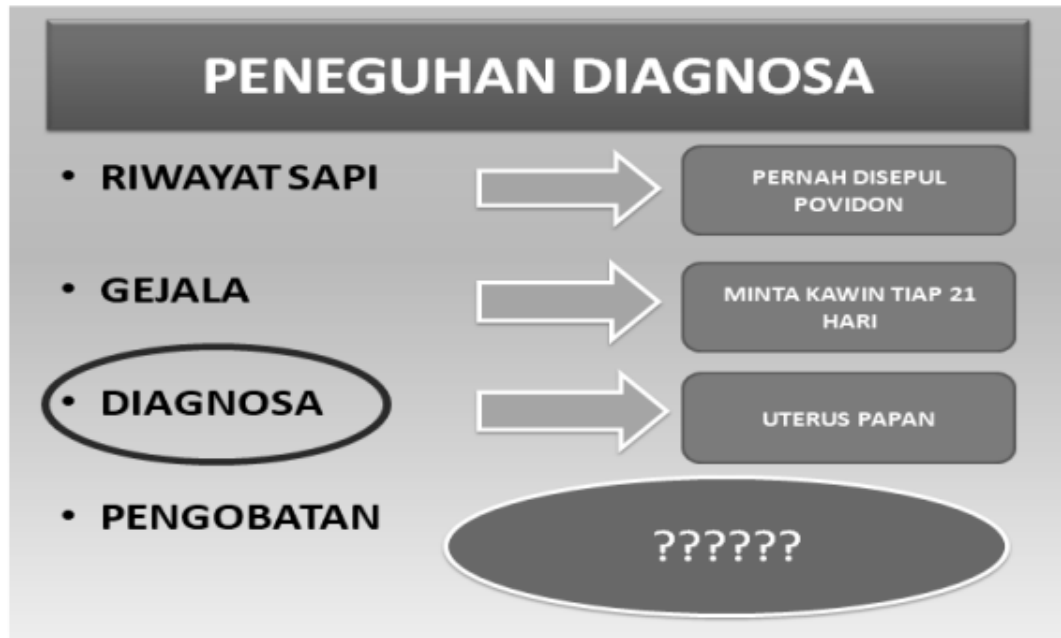 PENEGUHAN DIAGNOSA
• RIWAYAT SAPI
PERNAH DISEPUL
POVIDON
• GEJALA
MINTA KAWIN TIAP 21
HARI
• DIAGNOSA
UTERUS PAPAN
• PENGOBATAN
??????